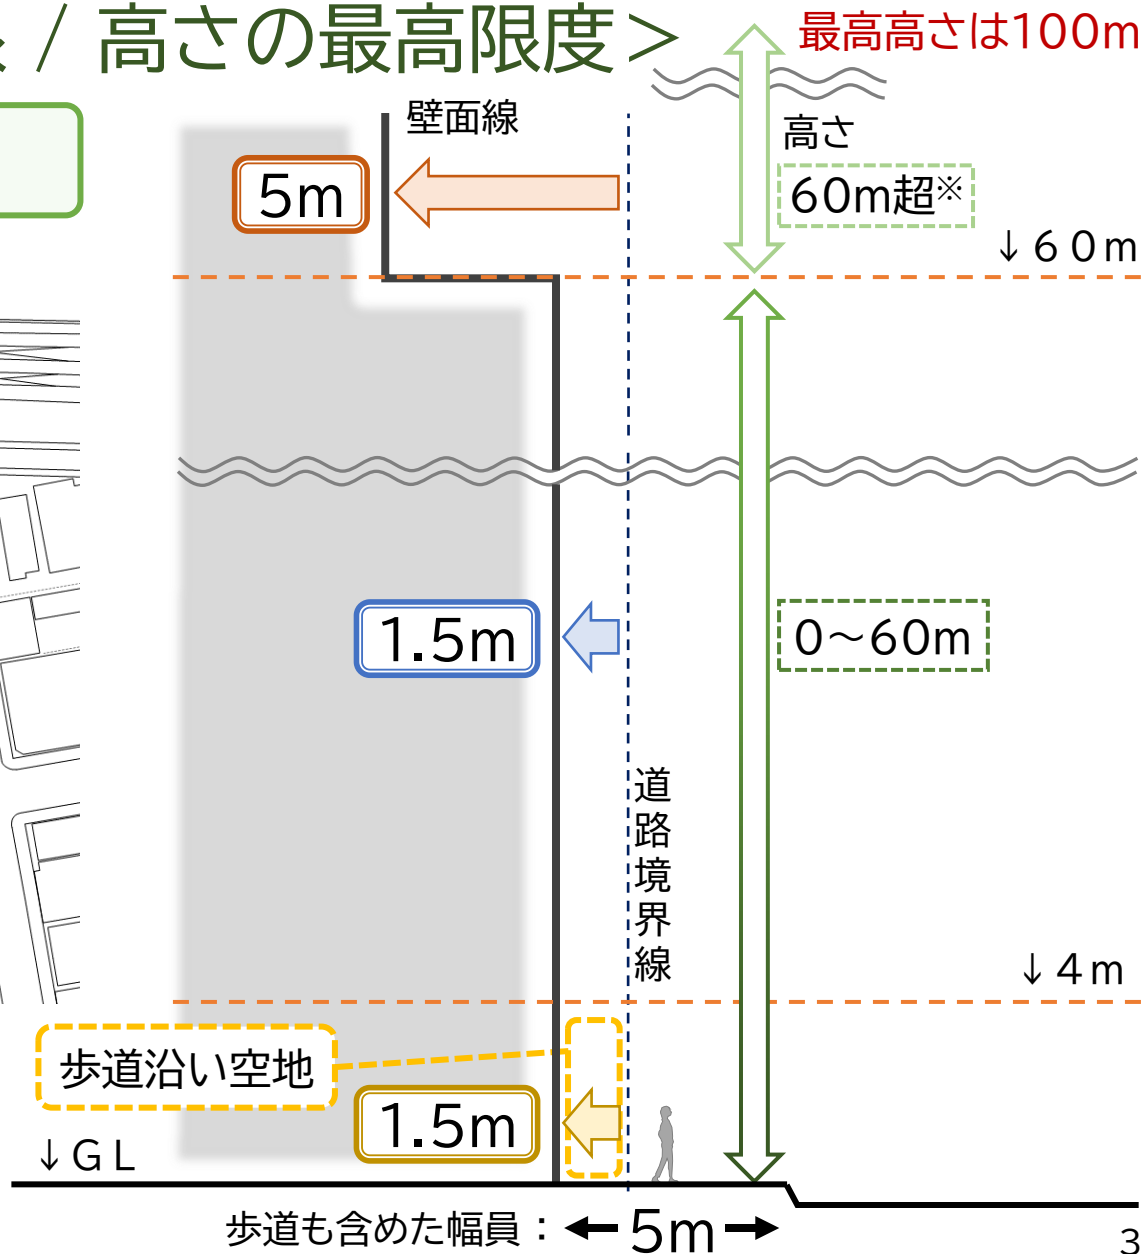 / 高さの最高限度＞
最高高さは100m
壁面線
高さ
5m
60m超※
↓60m
1.5m
0～60m
道路境界線
↓4m
歩道沿い空地
1.5m
↓GL
歩道も含めた幅員：5m
3